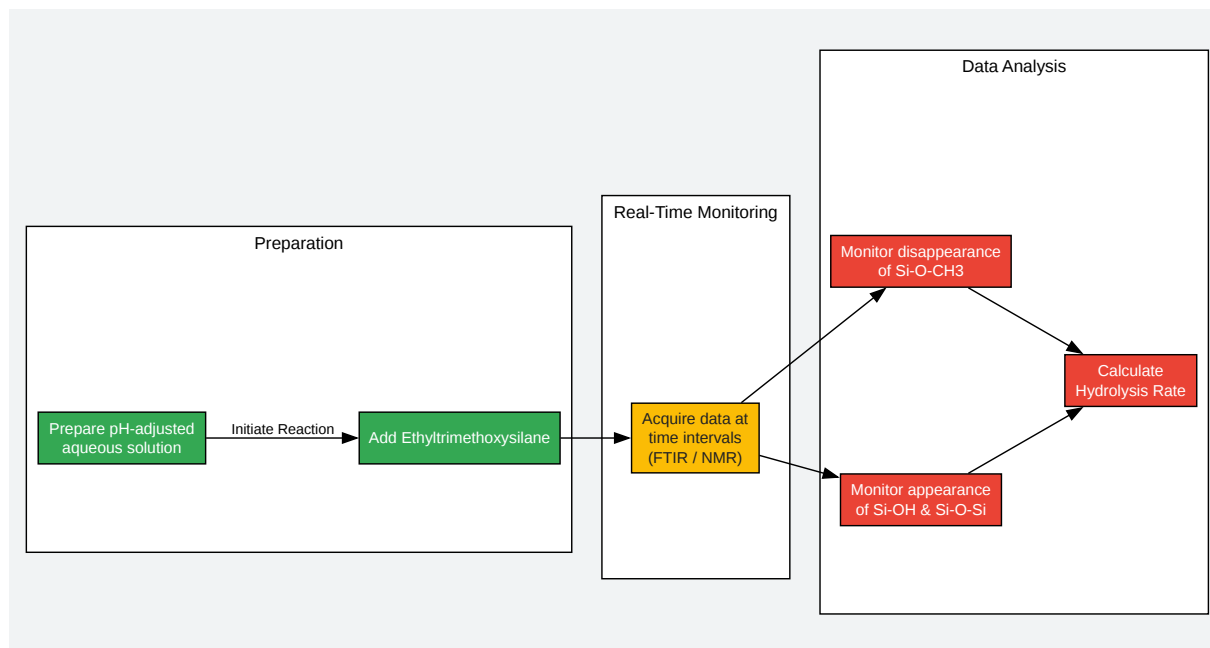 Preparation
Prepare pH-adjusted
aqueous solution
Initiate Reaction
Add Ethyltrimethoxysilane
Real-Time Monitoring
Acquire data at
time intervals
(FTIR / NMR)
Data Analysis
Monitor disappearance
of Si-O-CH3
Monitor appearance
of Si-OH & Si-O-Si
Calculate
Hydrolysis Rate